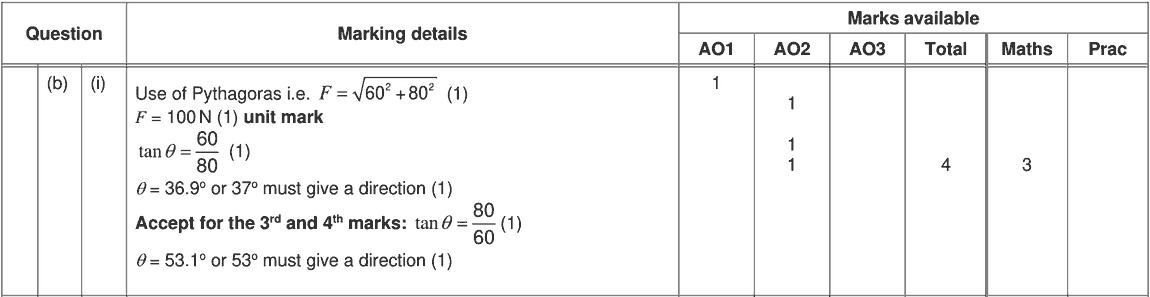 Question Marking details Marks available
AO1 AO2 AO3 Total Maths Prac
(b) (i) Use of Pythagoras i.e. F = √(60² + 80²) (1) 1
F = 100 N (1) unit mark 1
tan θ = 60/80 (1) 1
1 4 3
θ = 36.9° or 37° must give a direction (1)
Accept for the 3rd and 4th marks: tan θ = 80/60 (1)
θ = 53.1° or 53° must give a direction (1)